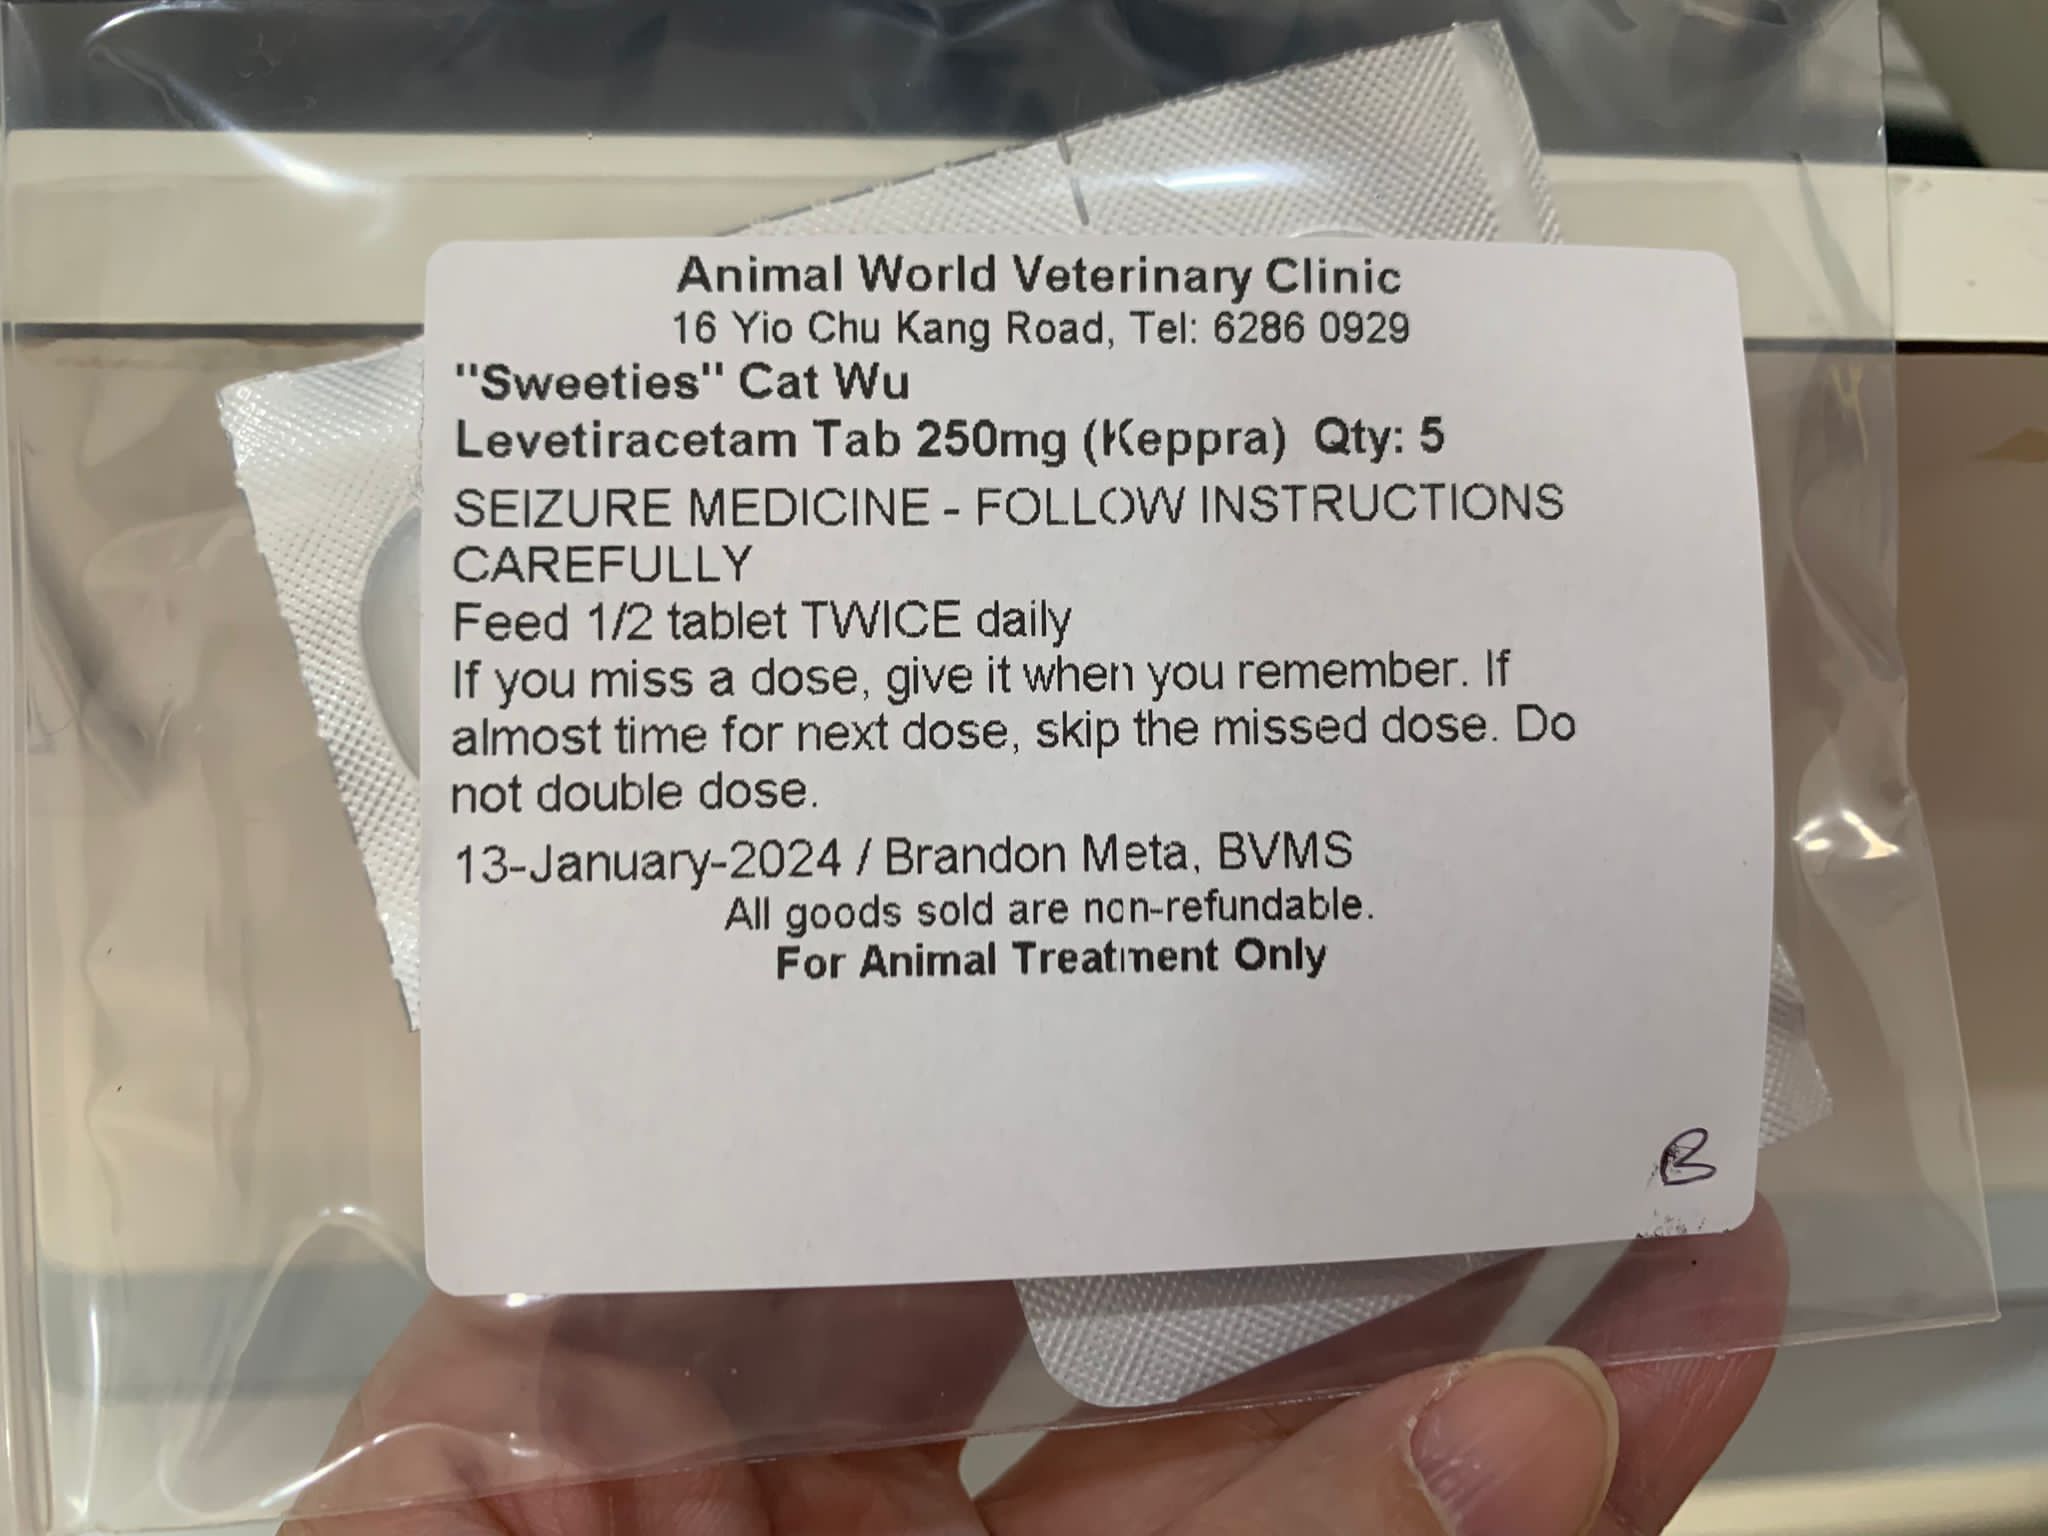 Animal World Veterinary Clinic
16 Yio Chu Kang Road, Tel: 6286 0929
"Sweeties" Cat Wu
Levetiracetam Tab 250mg (Keppra) Qty: 5
SEIZURE MEDICINE - FOLLOW INSTRUCTIONS
CAREFULLY
Feed 1/2 tablet TWICE daily
If you miss a dose, give it when you remember. If
almost time for next dose, skip the missed dose. Do
not double dose.
13-January-2024 / Brandon Meta, BVMS
All goods sold are non-refundable.
For Animal Treatment Only
B